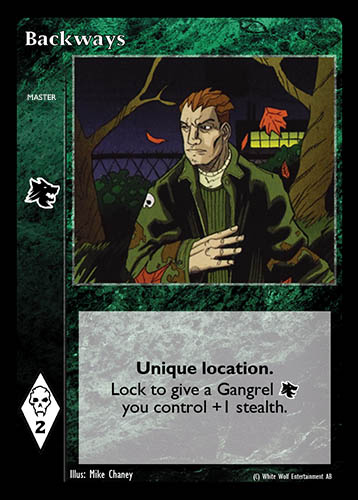 Backways
MASTER
Unique location.
Lock to give a Gangrel
you control +1 stealth.
2
Illus: Mike Chaney
(C) White Wolf Entertainment AB